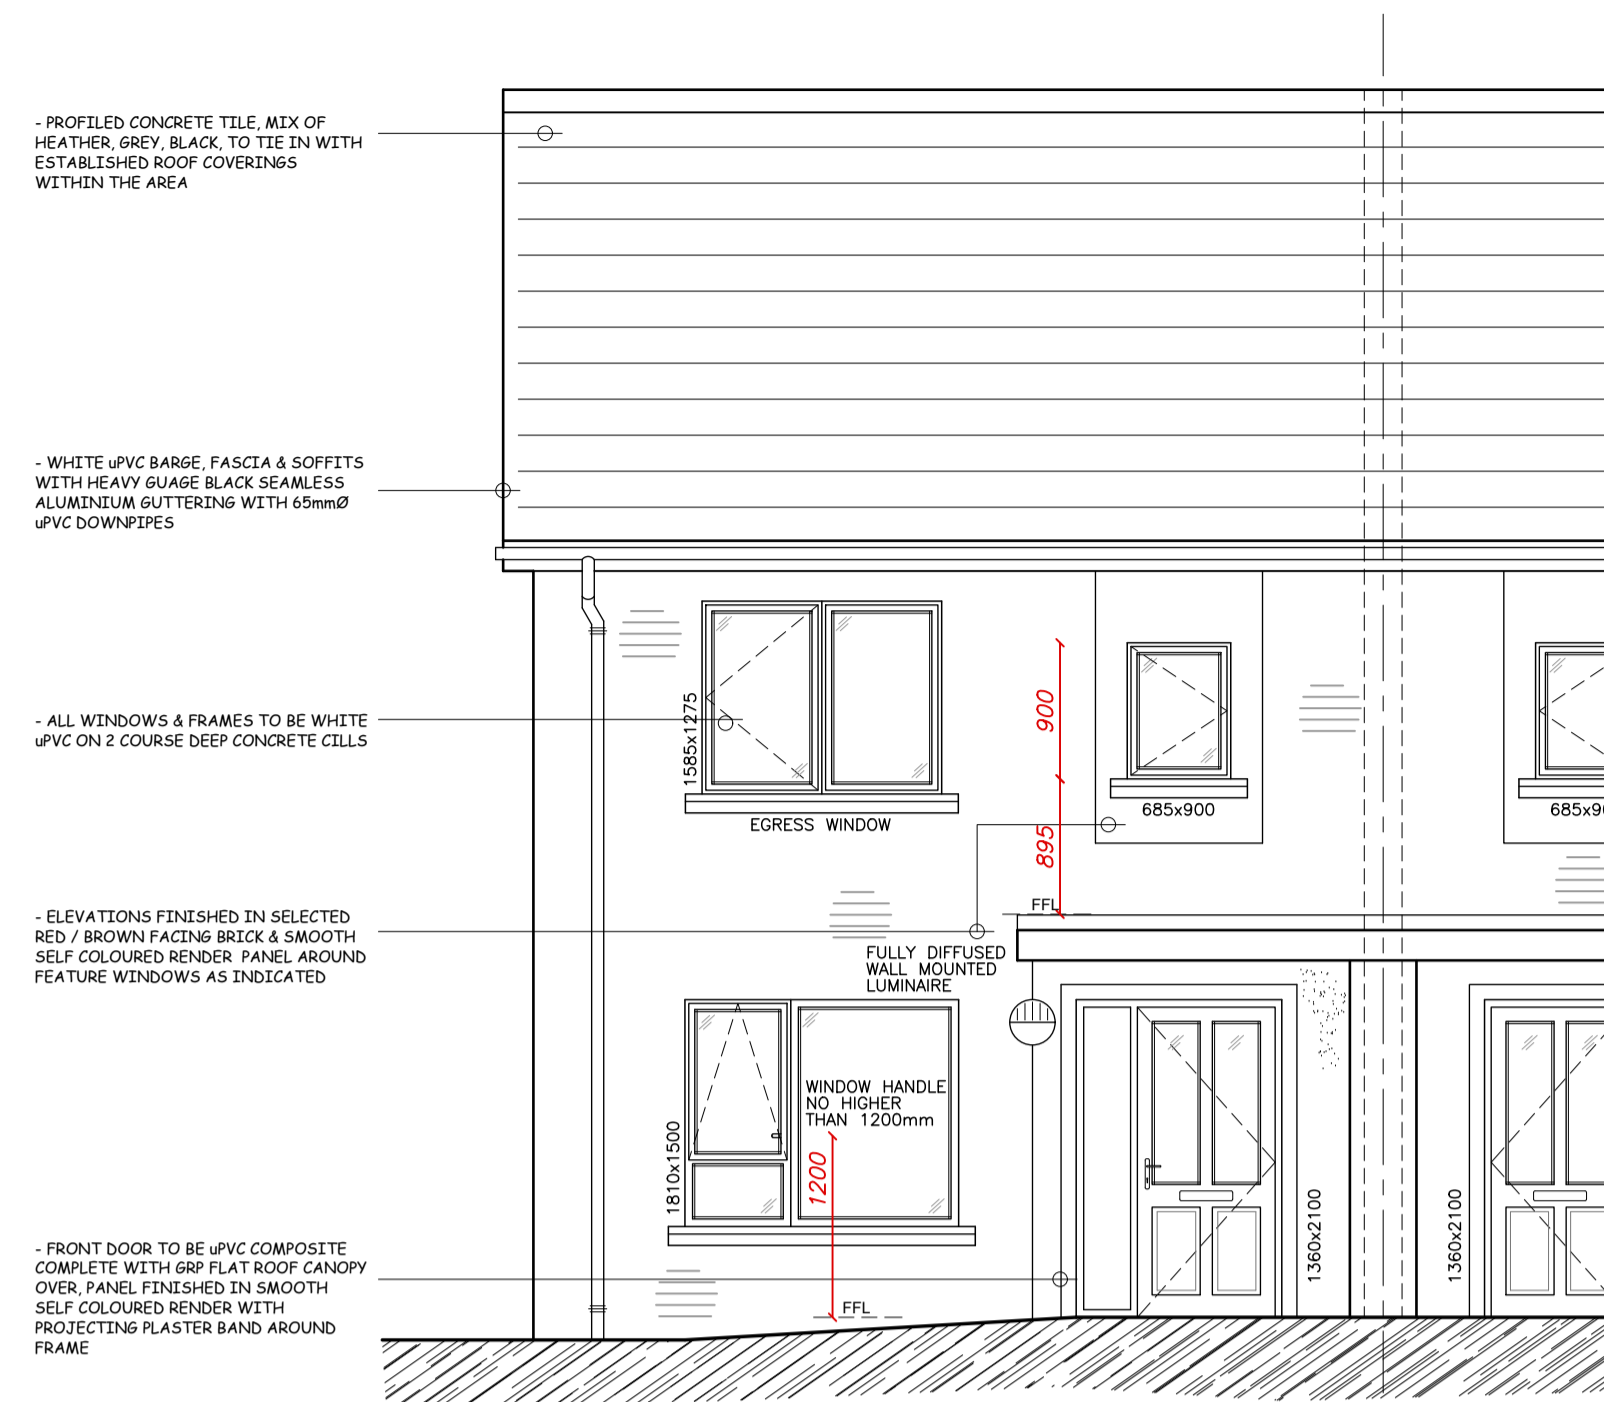 - PROFILED CONCRETE TILE, MIX OF
HEATHER, GREY, BLACK, TO TIE IN WITH
ESTABLISHED ROOF COVERINGS
WITHIN THE AREA
- WHITE uPVC BARGE, FASCIA & SOFFITS
WITH HEAVY GUAGE BLACK SEAMLESS
ALUMINIUM GUTTERING WITH 65mmØ
uPVC DOWNPIPES
- ALL WINDOWS & FRAMES TO BE WHITE
uPVC ON 2 COURSE DEEP CONCRETE CILLS
- ELEVATIONS FINISHED IN SELECTED
RED / BROWN FACING BRICK & SMOOTH
SELF COLOURED RENDER PANEL AROUND
FEATURE WINDOWS AS INDICATED
- FRONT DOOR TO BE uPVC COMPOSITE
COMPLETE WITH GRP FLAT ROOF CANOPY
OVER, PANEL FINISHED IN SMOOTH
SELF COLOURED RENDER WITH
PROJECTING PLASTER BAND AROUND
FRAME
1585x1275
EGRESS WINDOW
900
895
685x900
685x90
FFL
FULLY DIFFUSED
WALL MOUNTED
LUMINAIRE
1810x1500
WINDOW HANDLE
NO HIGHER
THAN 1200mm
1200
FFL
1360x2100
1360x2100